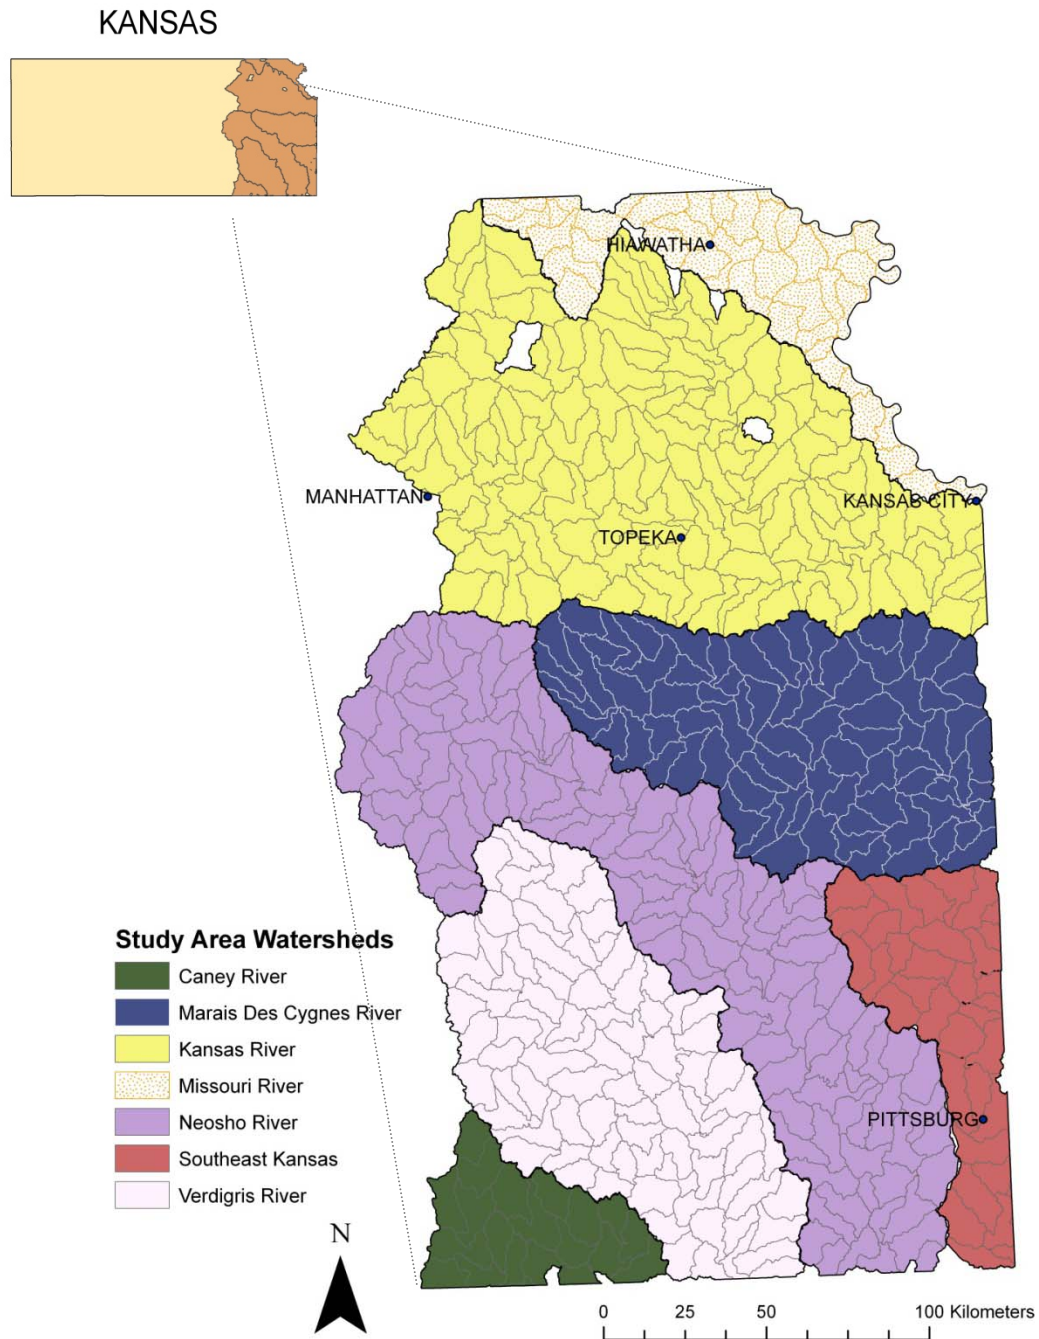 KANSAS
HIAWATHA
MANHATTAN
KANSAS CITY
TOPEKA
Study Area Watersheds
Caney River
Marais Des Cygnes River
Kansas River
Missouri River
Neosho River
PITTSBURG
Southeast Kansas
Verdigris River
N
0 25 50 100 Kilometers